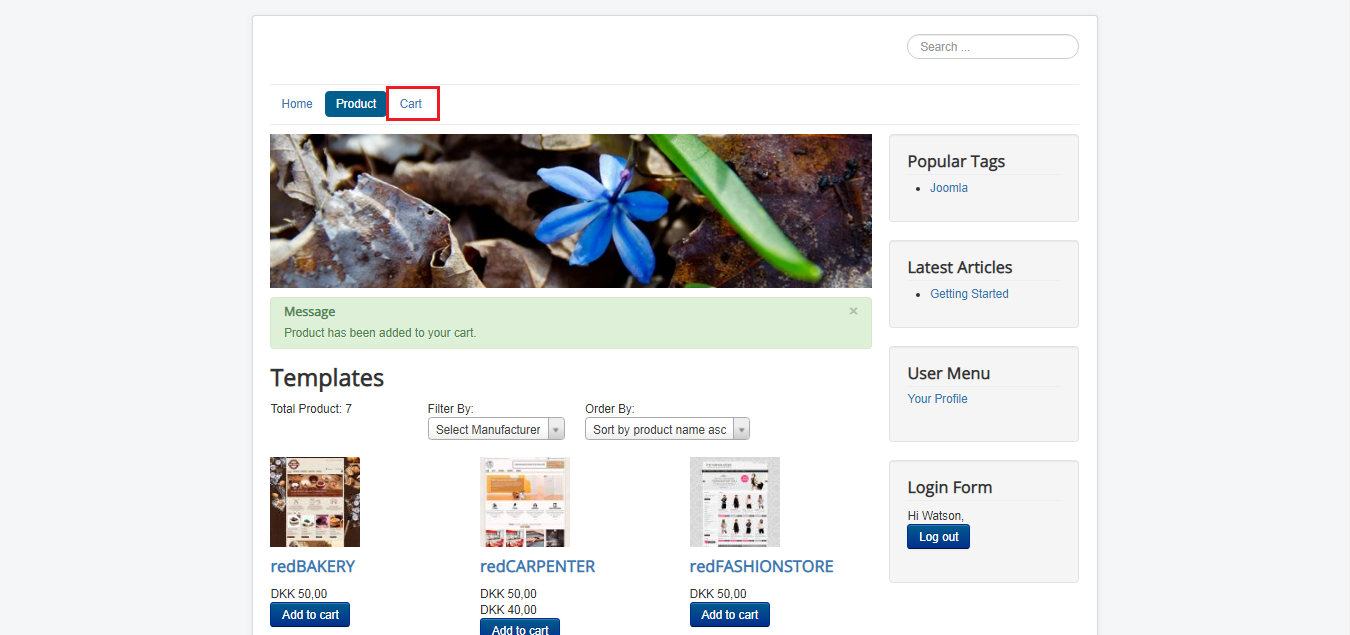 Search ...
Home Product Cart
Popular Tags
Joomla
Latest Articles
Getting Started
Message ×
Product has been added to your cart.
User Menu
Your Profile
Templates
Total Product: 7 Filter By: Order By:
Select Manufacturer Sort by product name asc
Login Form
Hi Watson,
Log out
redBAKERY redCARPENTER redFASHIONSTORE
DKK 50,00 DKK 50,00 DKK 50,00
DKK 40,00
Add to cart Add to cart Add to cart